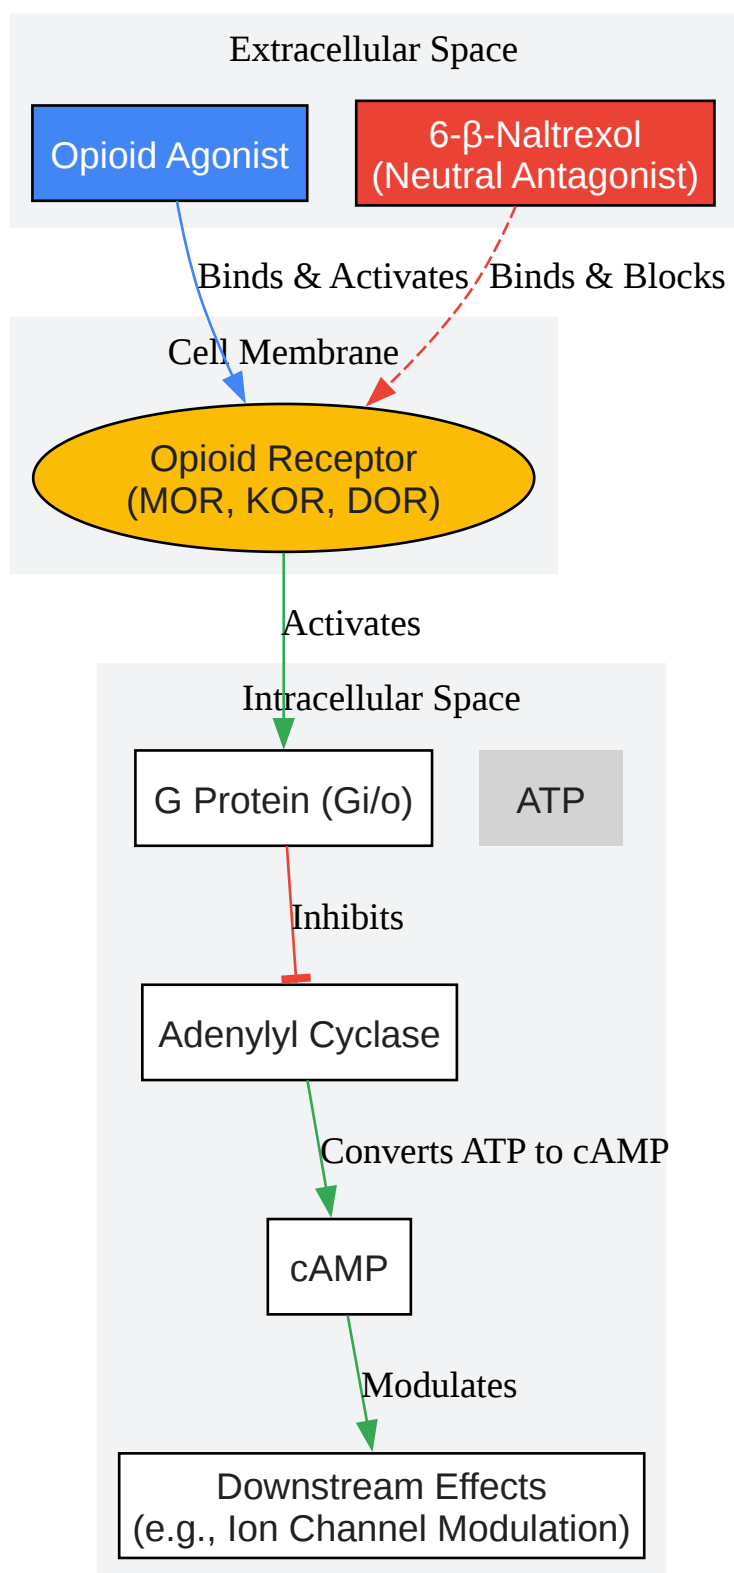 Extracellular Space
Opioid Agonist
6-β-Naltrexol
(Neutral Antagonist)
Binds & Activates
Binds & Blocks
Cell Membrane
Opioid Receptor
(MOR, KOR, DOR)
Activates
Intracellular Space
G Protein (Gi/o)
ATP
Inhibits
Adenylyl Cyclase
Converts ATP to cAMP
cAMP
Modulates
Downstream Effects
(e.g., Ion Channel Modulation)